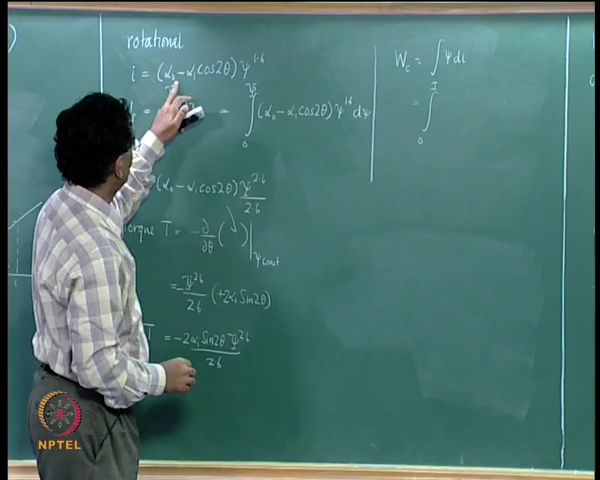 )
rotational
i = (α₀ - α₁cos2θ) ψ^1.6
= ∫₀^ψ (α₀ - α₁cos2θ) ψ^1.6 dψ
(α₀ - α₁cos2θ) ψ^2.6/2.6
Torque T = -∂/∂θ ( ) |ψ const
= -ψ^2.6/2.6 (+2α₁ Sin2θ)
T = -2α₁ Sin2θ ψ^2.6/2.6
W_c = ∫ψ di
= ∫₀^I
NPTEL